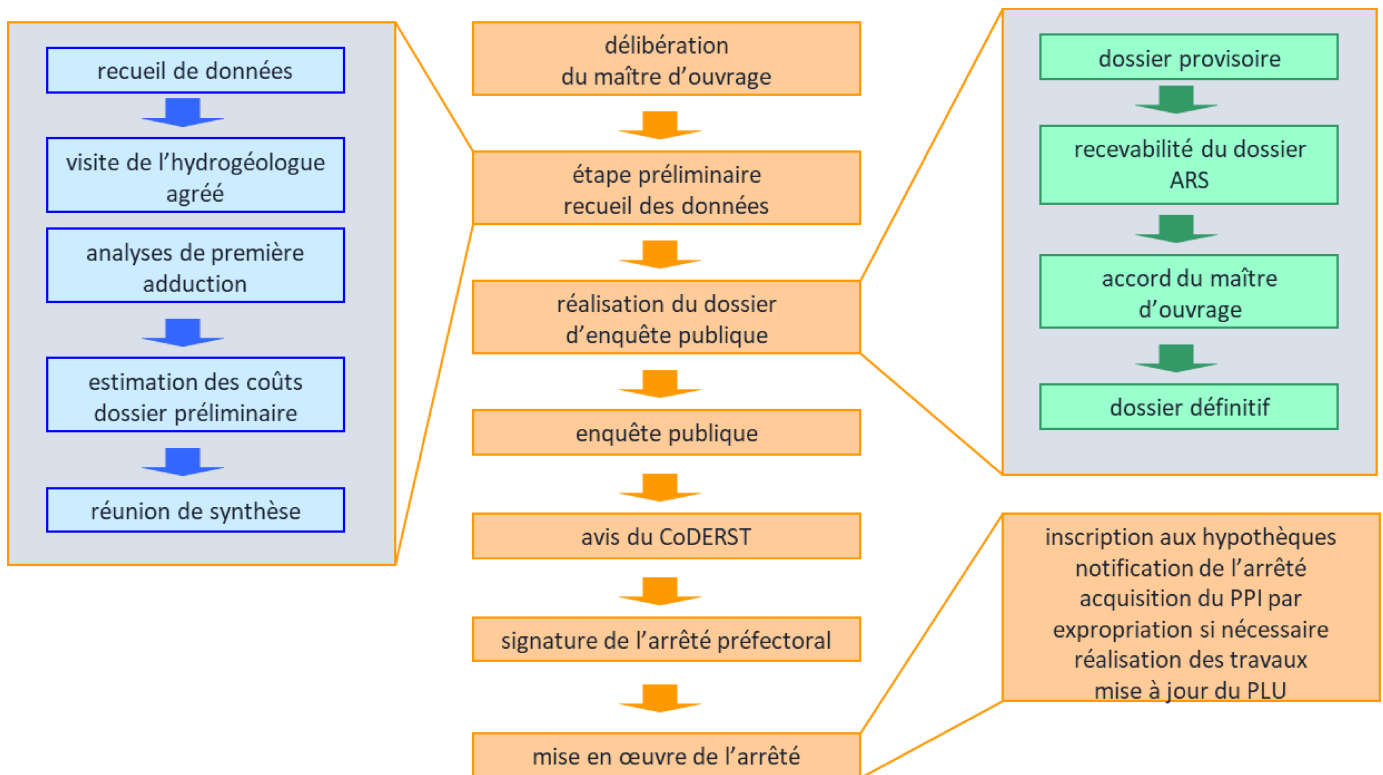 recueil de données
visite de l’hydrogéologue
agréé
analyses de première
adduction
estimation des coûts
dossier préliminaire
réunion de synthèse
délibération
du maître d’ouvrage
étape préliminaire
recueil des données
réalisation du dossier
d’enquête publique
enquête publique
avis du CoDERST
signature de l’arrêté préfectoral
mise en œuvre de l’arrêté
dossier provisoire
recevabilité du dossier
ARS
accord du maître
d’ouvrage
dossier définitif
inscription aux hypothèques
notification de l’arrêté
acquisition du PPI par
expropriation si nécessaire
réalisation des travaux
mise à jour du PLU